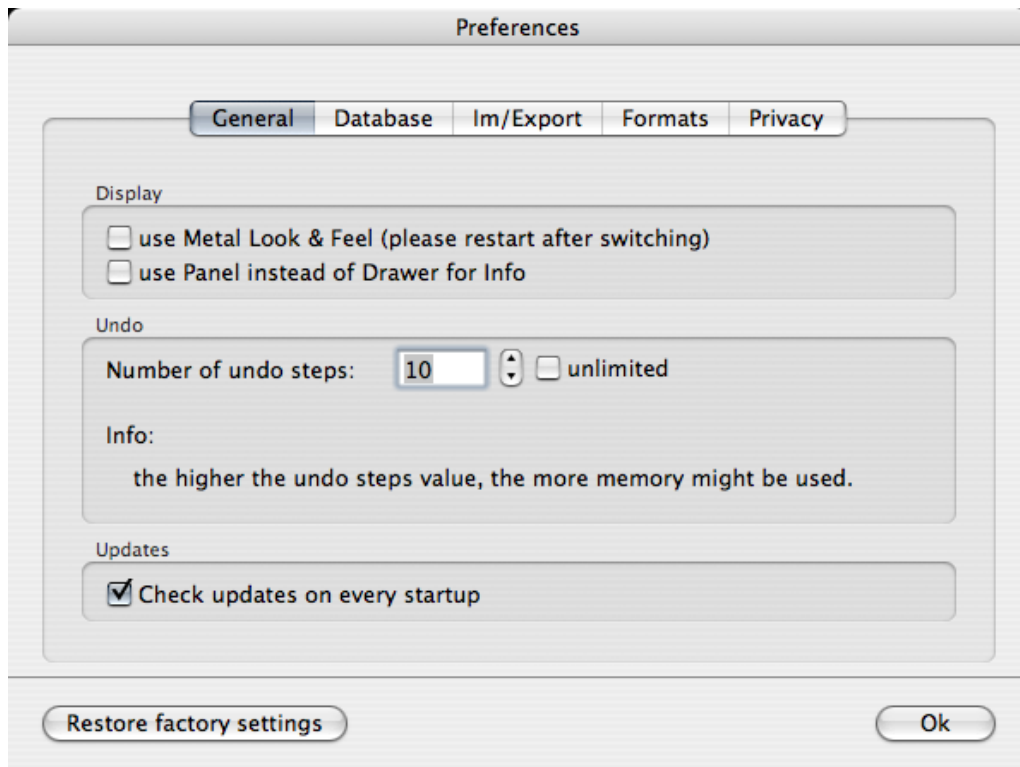 Preferences
General Database Im/Export Formats Privacy
Display
use Metal Look & Feel (please restart after switching)
use Panel instead of Drawer for Info
Undo
Number of undo steps: 10 unlimited
Info:
the higher the undo steps value, the more memory might be used.
Updates
Check updates on every startup
Restore factory settings Ok